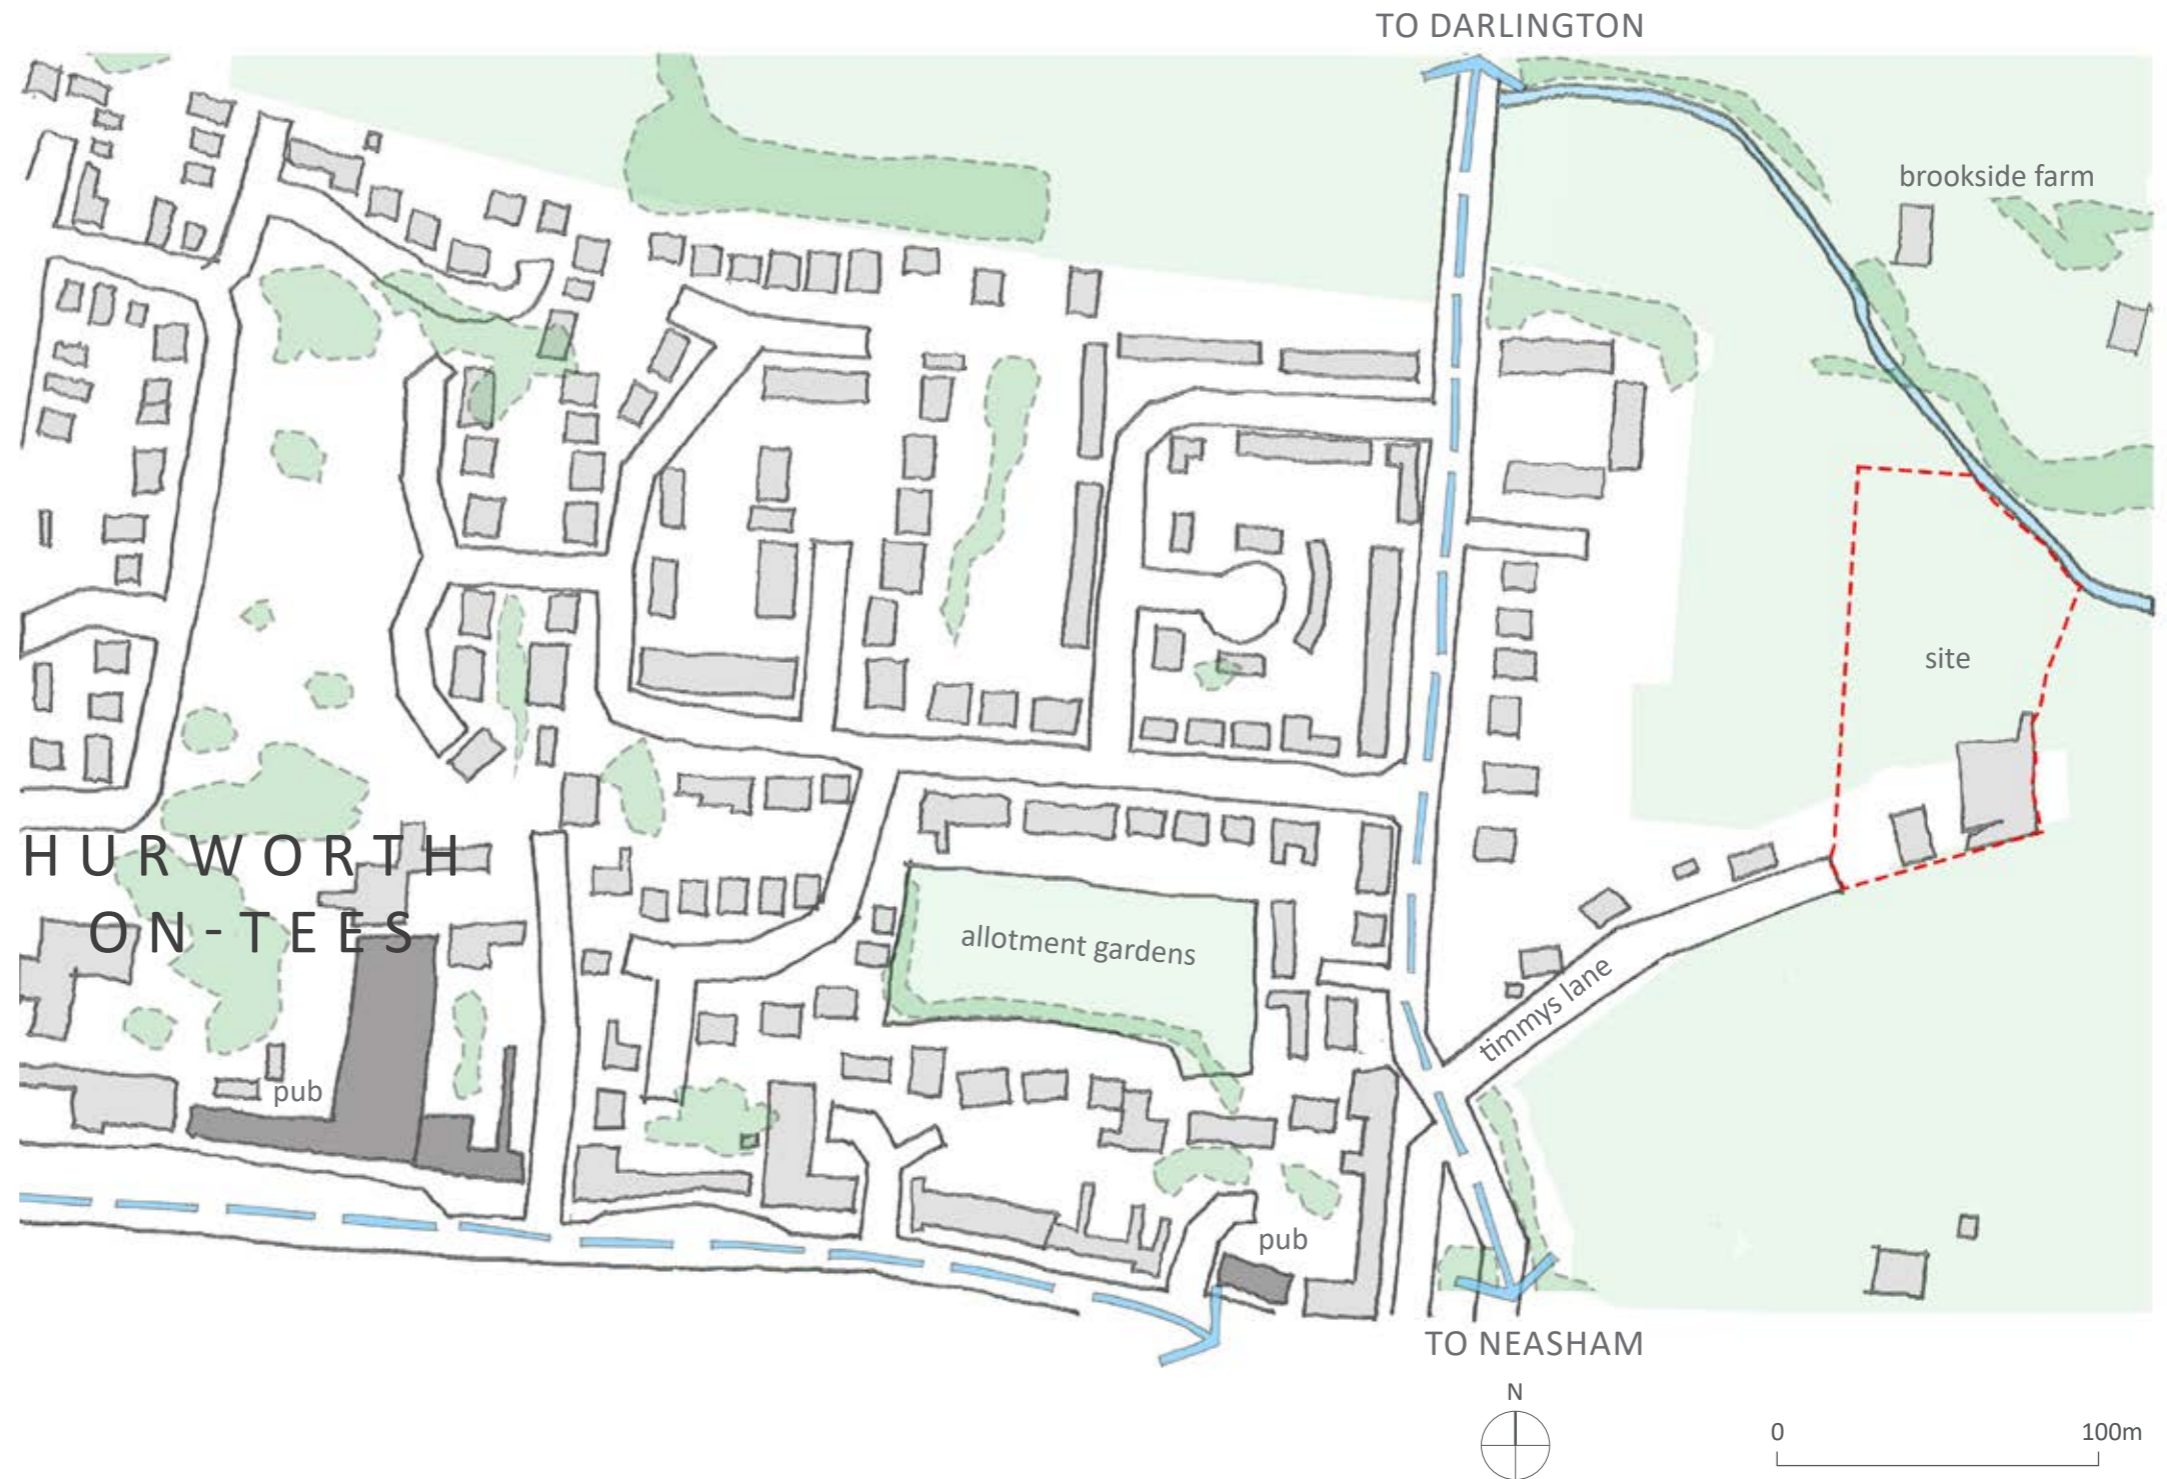 TO DARLINGTON
brookside farm
site
HURWORTH
ON-TEES
allotment gardens
timmys lane
pub
pub
TO NEASHAM
N
0 100m